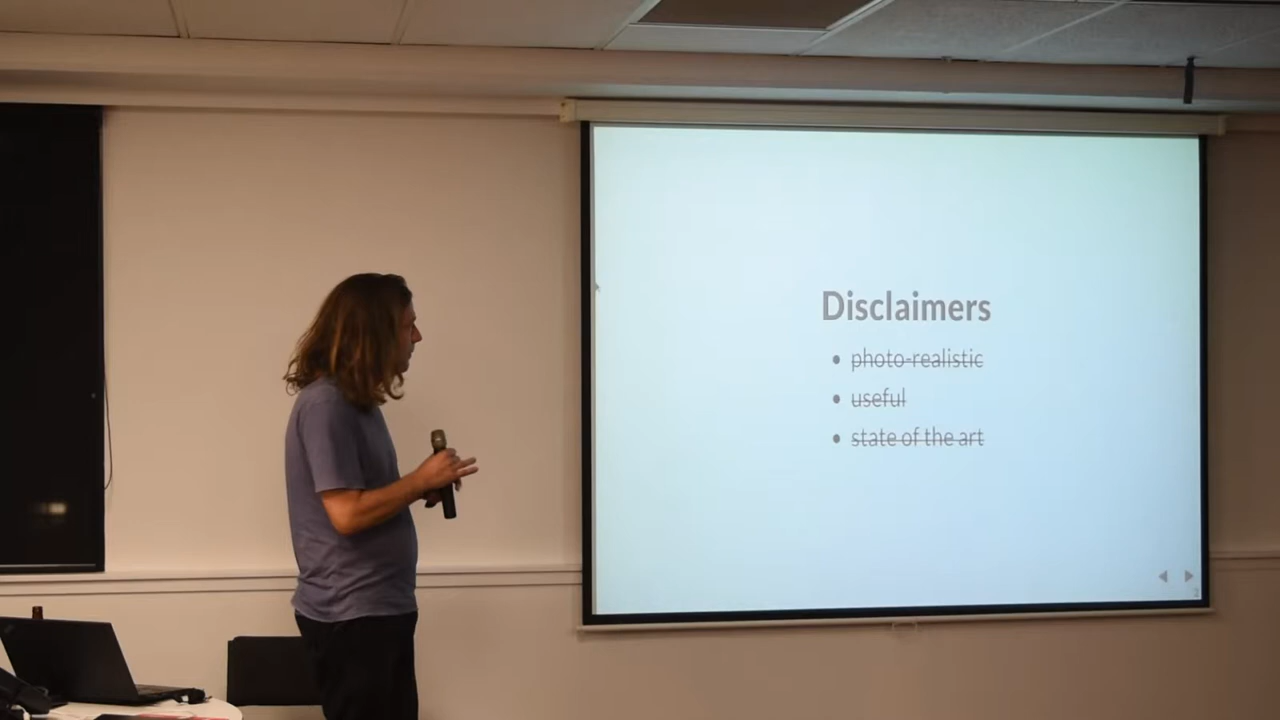 Disclaimers
photo-realistic
useful
state of the art